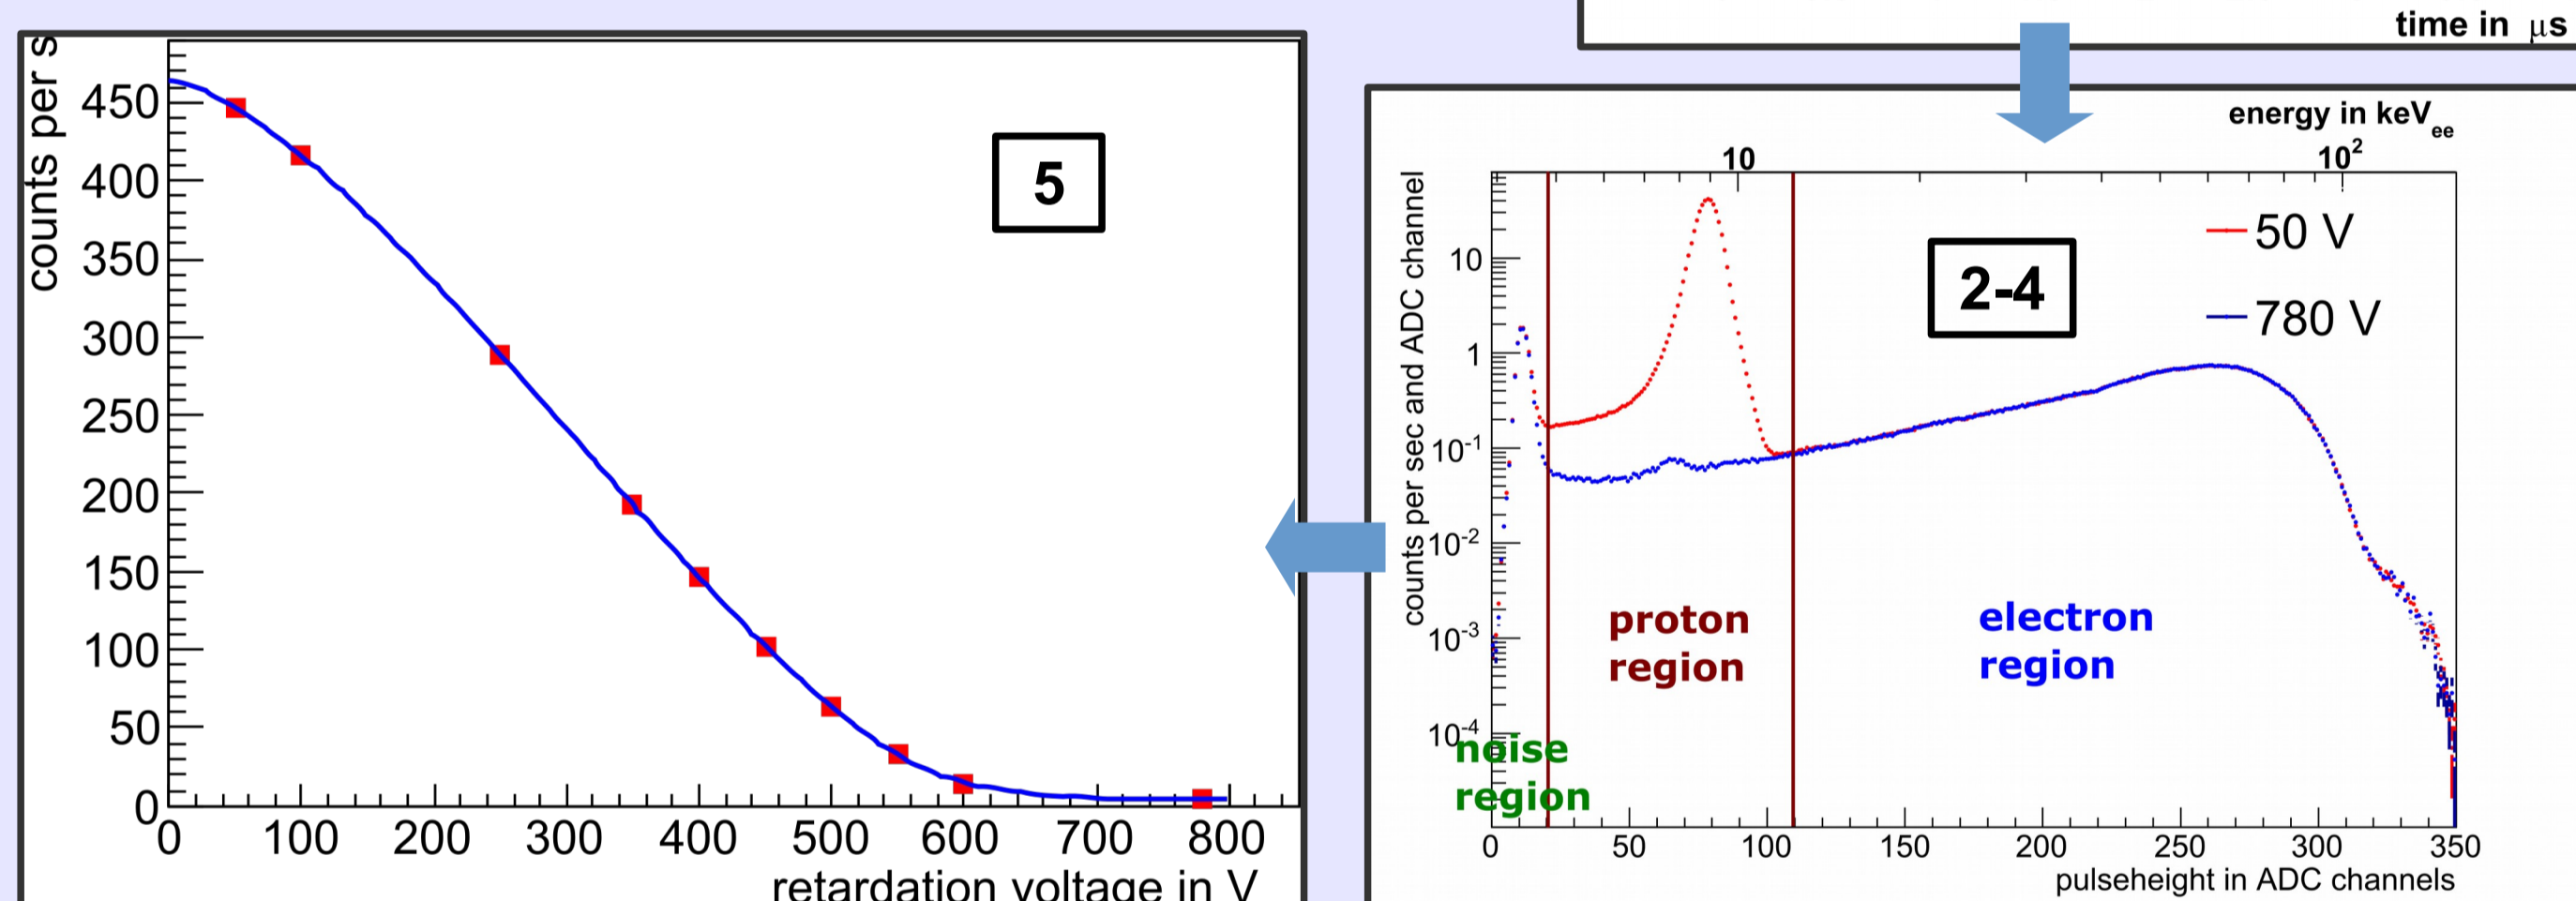 time in μs
counts per s
450
400
350
300
250
200
150
100
50
0
0 100 200 300 400 500 600 700 800
retardation voltage in V
5
energy in keVee
10 10²
counts per sec and ADC channel
10
1
10⁻¹
10⁻²
10⁻³
10⁻⁴
50 V
780 V
2-4
proton
region
electron
region
noise
region
0 50 100 150 200 250 300 350
pulseheight in ADC channels